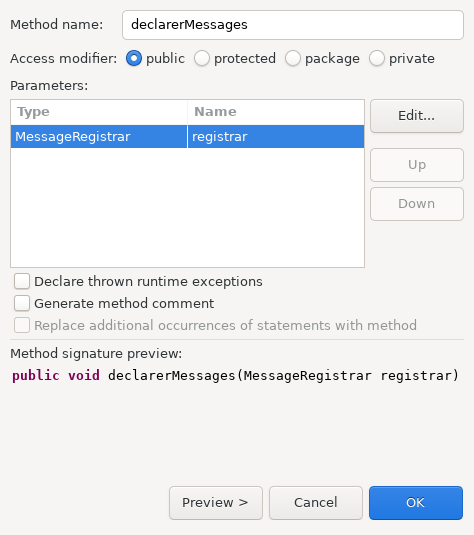 Method name: declarerMessages
Access modifier: public protected package private
Parameters:
Type Name
MessageRegistrar registrar
Edit...
Up
Down
Declare thrown runtime exceptions
Generate method comment
Replace additional occurrences of statements with method
Method signature preview:
public void declarerMessages(MessageRegistrar registrar)
Preview > Cancel OK